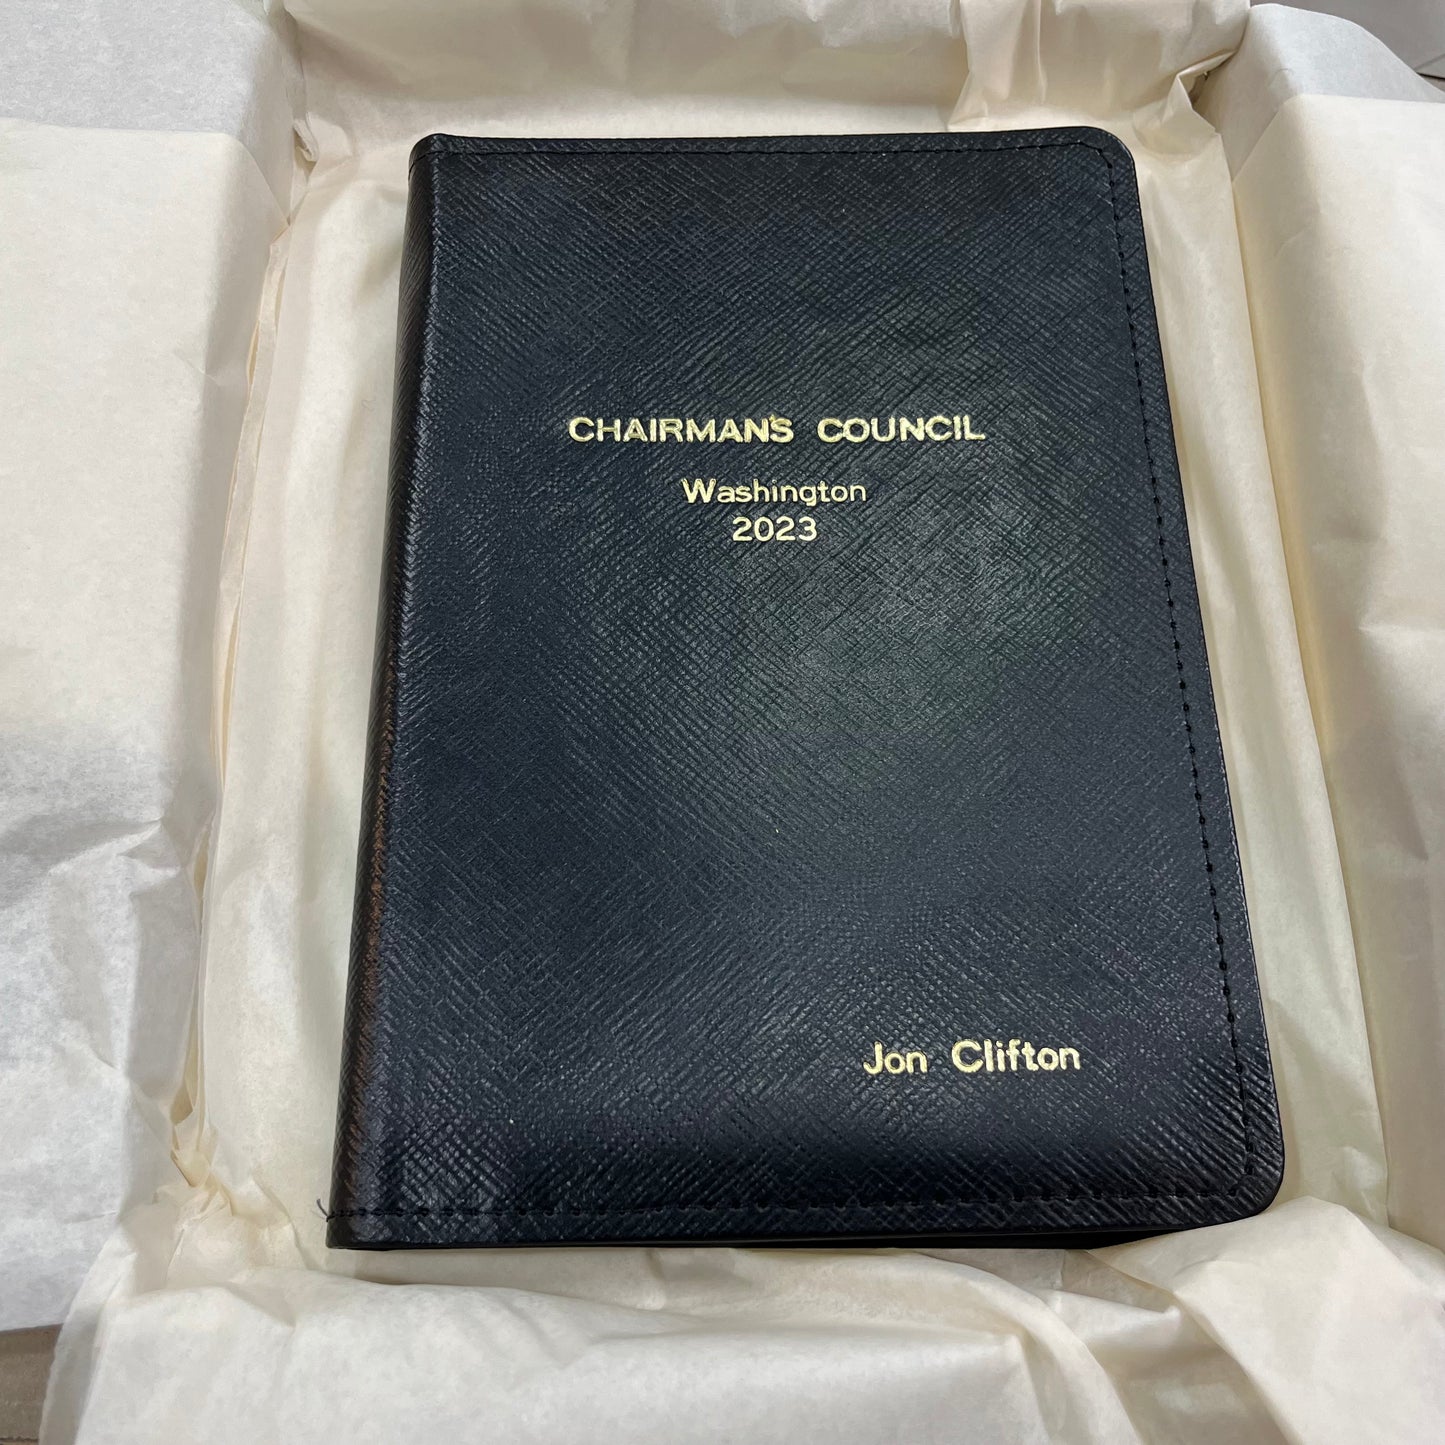 CHAIRMAN'S COUNCIL
Washington
2023
Jon Clifton